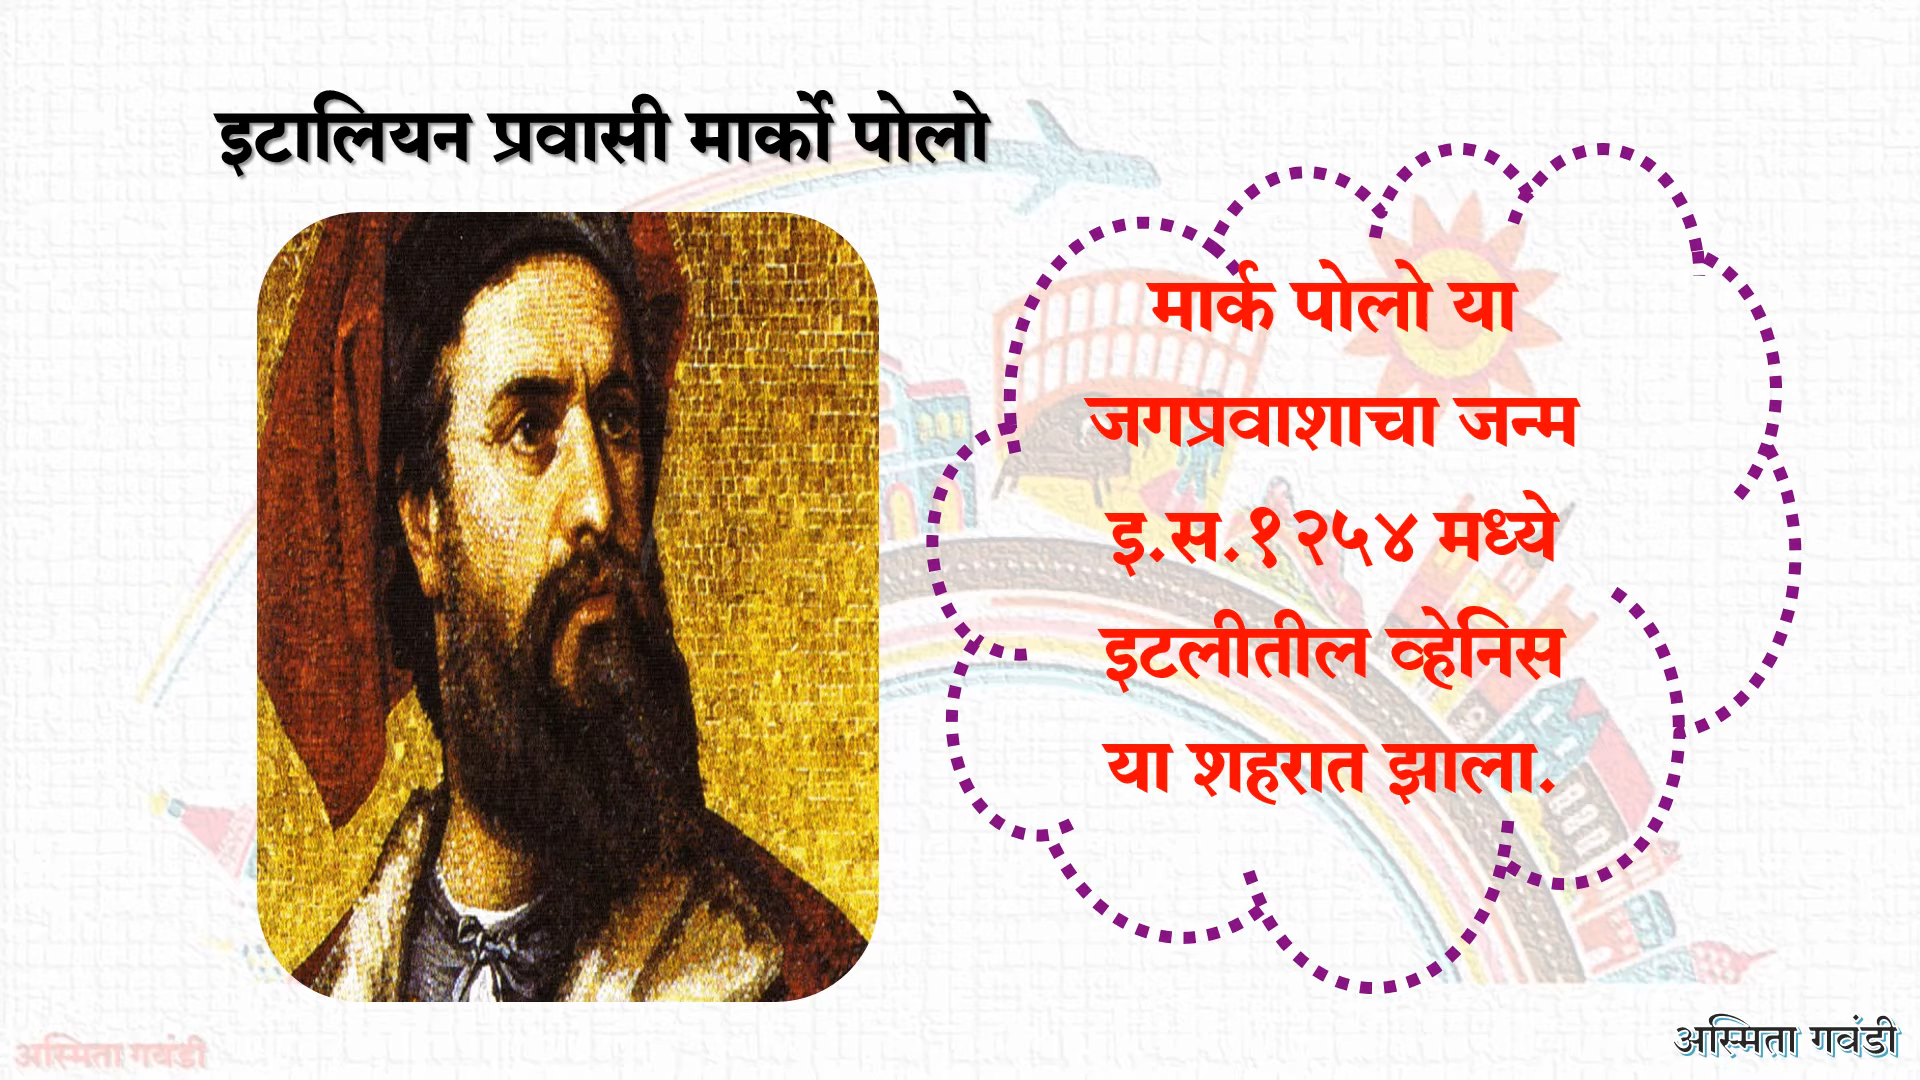 इटालियन प्रवासी मार्को पोलो
मार्क पोलो या
जगप्रवाशाचा जन्म
इ.स.१२५४ मध्ये
इटलीतील व्हेनिस
या शहरात झाला.
अस्मिता गवंडी
अस्मिता गवंडी